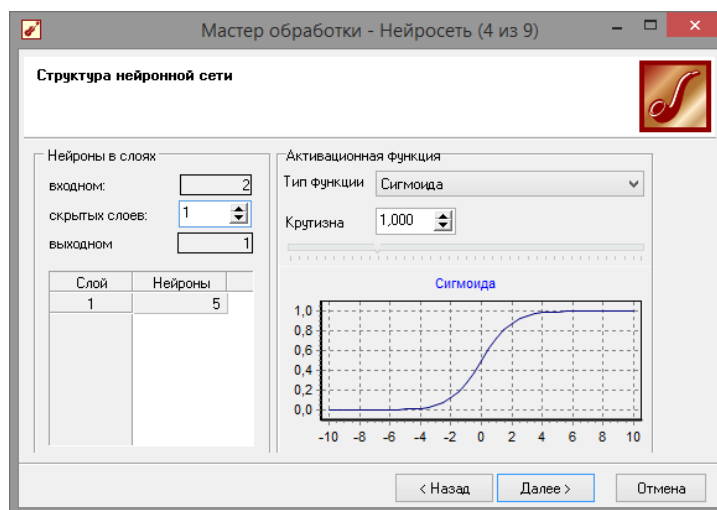 Мастер обработки - Нейросеть (4 из 9)
Структура нейронной сети
Нейроны в слоях
входном: 2
скрытых слоев: 1
выходном 1
Слой Нейроны
1 5
Активационная функция
Тип функции Сигмоида
Крутизна 1,000
Сигмоида
1,0
0,8
0,6
0,4
0,2
0,0
-10 -8 -6 -4 -2 0 2 4 6 8 10
< Назад Далее > Отмена